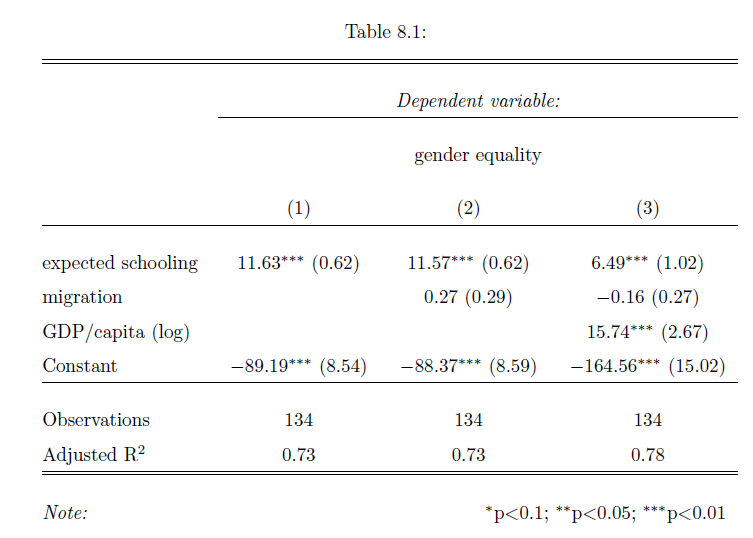 Table 8.1:
Dependent variable:
gender equality
(1) (2) (3)
expected schooling 11.63*** (0.62) 11.57*** (0.62) 6.49*** (1.02)
migration 0.27 (0.29) −0.16 (0.27)
GDP/capita (log) 15.74*** (2.67)
Constant −89.19*** (8.54) −88.37*** (8.59) −164.56*** (15.02)
Observations 134 134 134
Adjusted R² 0.73 0.73 0.78
Note: *p<0.1; **p<0.05; ***p<0.01